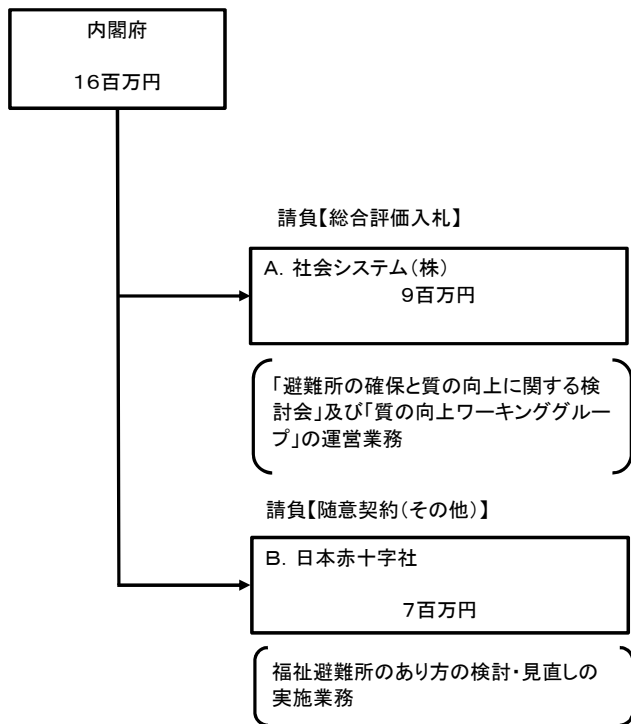 内閣府
16百万円
請負【総合評価入札】
A. 社会システム(株)
9百万円
「避難所の確保と質の向上に関する検
討会」及び「質の向上ワーキンググルー
プ」の運営業務
請負【随意契約(その他)】
B. 日本赤十字社
7百万円
福祉避難所のあり方の検討・見直しの
実施業務